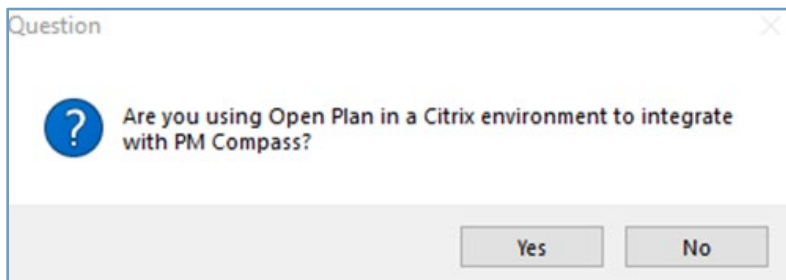 Question
Are you using Open Plan in a Citrix environment to integrate
with PM Compass?
Yes
No